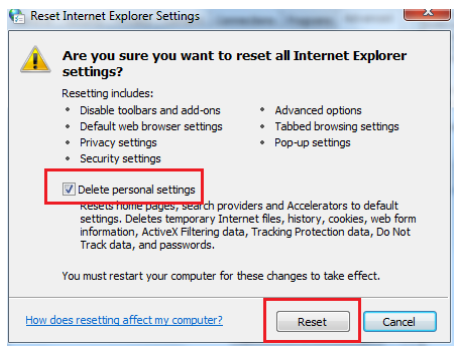 Reset Internet Explorer Settings
Are you sure you want to reset all Internet Explorer
settings?
Resetting includes:
• Disable toolbars and add-ons
• Default web browser settings
• Privacy settings
• Security settings
• Advanced options
• Tabbed browsing settings
• Pop-up settings
Delete personal settings
Resets home pages, search providers and Accelerators to default
settings. Deletes temporary Internet files, history, cookies, web form
information, ActiveX Filtering data, Tracking Protection data, Do Not
Track data, and passwords.
You must restart your computer for these changes to take effect.
How does resetting affect my computer?
Reset
Cancel